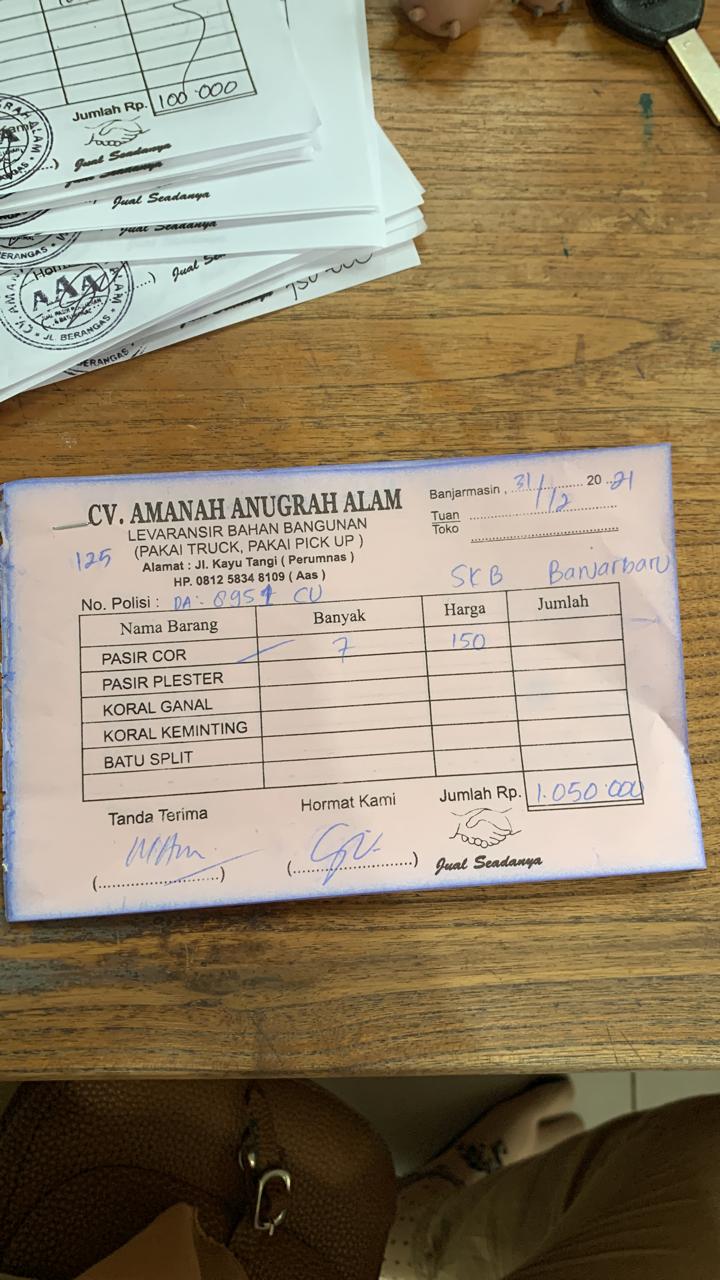 Jumlah Rp. 100.000
Jual Seadanya
Jual Seadanya
Jual Seadanya
BERANGAS
AAA
JL. BERANGAS
BERANGAS
CV. AMANAH ANUGRAH ALAM
LEVARANSIR BAHAN BANGUNAN
(PAKAI TRUCK, PAKAI PICK UP )
Alamat : Jl. Kayu Tangi ( Perumnas )
HP. 0812 5834 8109 ( Aas )
Banjarmasin , 31/12 20 21
Tuan
Toko
125
SKB Banjarbaru
No. Polisi : DA. 8951 CU
Nama Barang Banyak Harga Jumlah
PASIR COR 7 150
PASIR PLESTER
KORAL GANAL
KORAL KEMINTING
BATU SPLIT
Tanda Terima Hormat Kami Jumlah Rp. 1.050.000
(....................) (....................)
Jual Seadanya